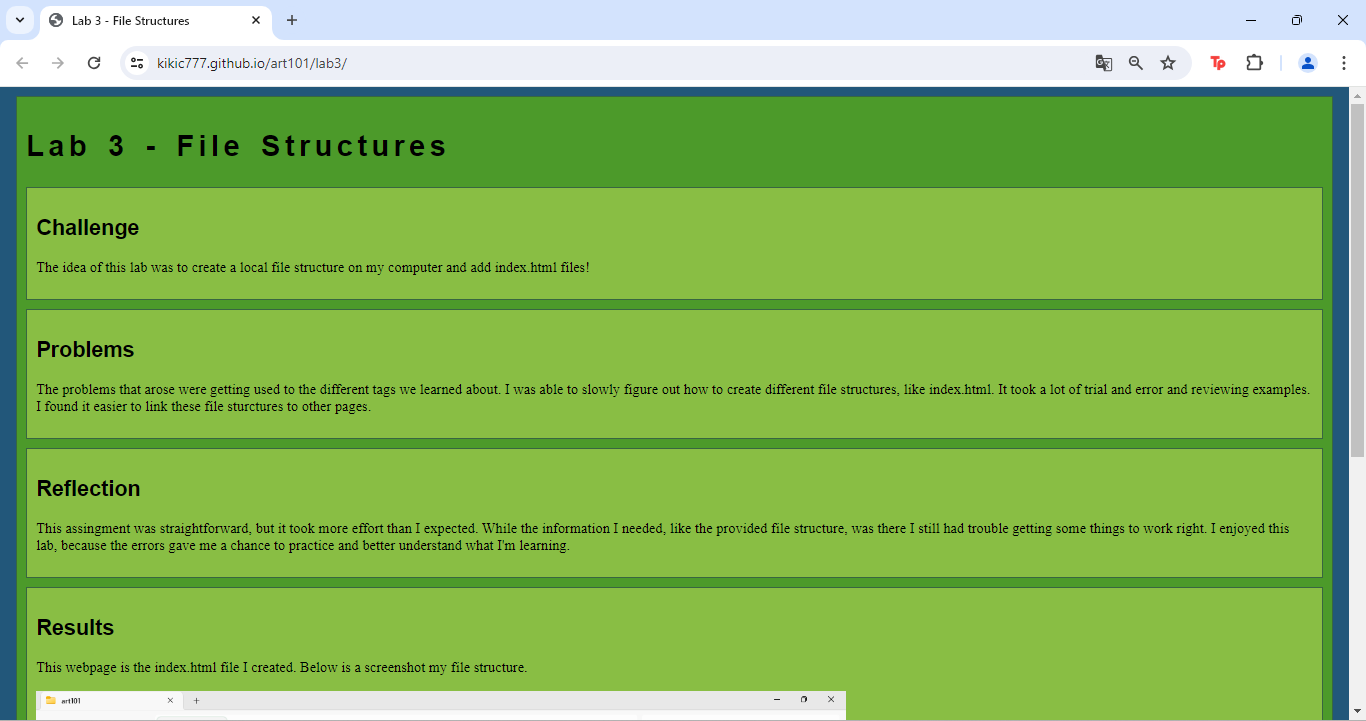 Lab 3 - File Structures
kikic777.github.io/art101/lab3/
Tp
Lab 3 - File Structures
Challenge
The idea of this lab was to create a local file structure on my computer and add index.html files!
Problems
The problems that arose were getting used to the different tags we learned about. I was able to slowly figure out how to create different file structures, like index.html. It took a lot of trial and error and reviewing examples.
I found it easier to link these file sturctures to other pages.
Reflection
This assingment was straightforward, but it took more effort than I expected. While the information I needed, like the provided file structure, was there I still had trouble getting some things to work right. I enjoyed this
lab, because the errors gave me a chance to practice and better understand what I'm learning.
Results
This webpage is the index.html file I created. Below is a screenshot my file structure.
art101